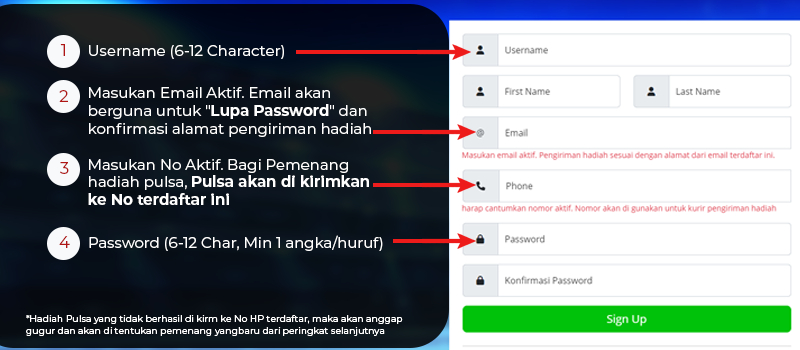 1 Username (6-12 Character)
2 Masukan Email Aktif. Email akan
berguna untuk "Lupa Password" dan
konfirmasi alamat pengiriman hadiah
3 Masukan No Aktif. Bagi Pemenang
hadiah pulsa, Pulsa akan di kirimkan
ke No terdaftar ini
4 Password (6-12 Char, Min 1 angka/huruf)
*Hadiah Pulsa yang tidak berhasil di kirm ke No HP terdaftar, maka akan anggap
gugur dan akan di tentukan pemenang yangbaru dari peringkat selanjutnya
Username
First Name
Last Name
@ Email
Masukan email aktif. Pengiriman hadiah sesuai dengan alamat dari email terdaftar ini.
Phone
harap cantumkan nomor aktif. Nomor akan di gunakan untuk kurir pengiriman hadiah
Password
Konfirmasi Password
Sign Up